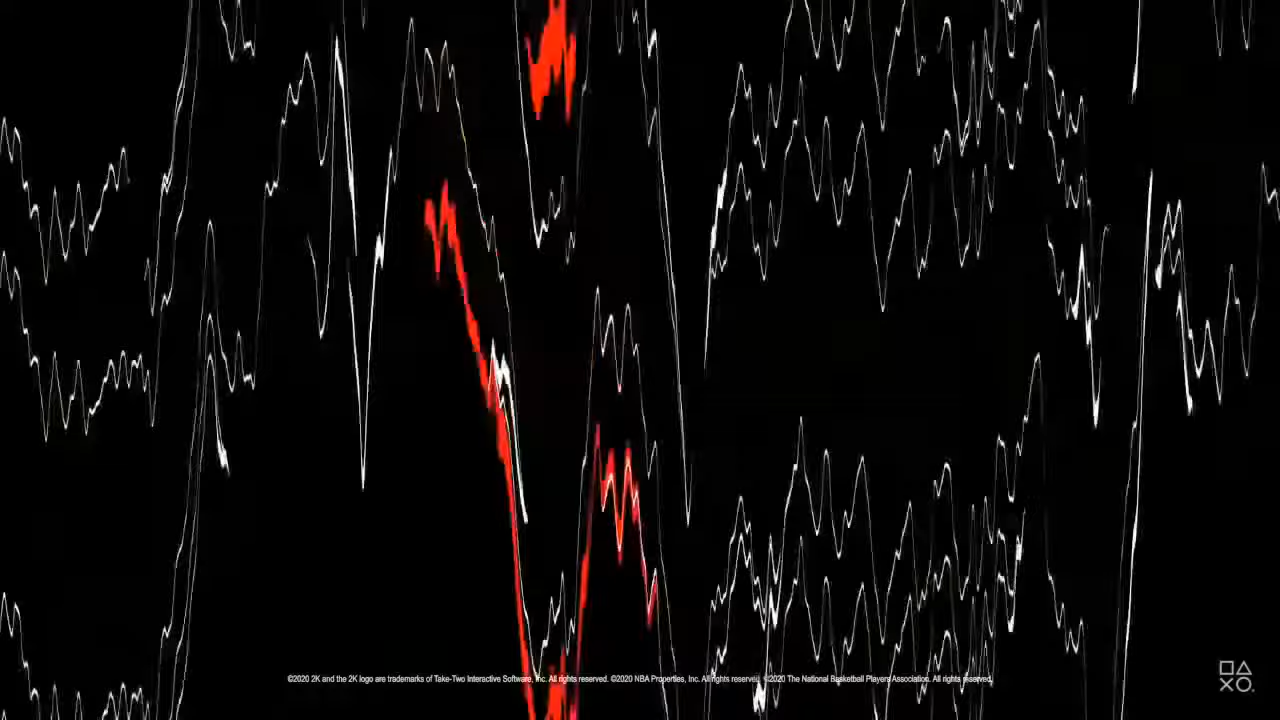 ©2020 2K and the 2K logo are trademarks of Take-Two Interactive Software, Inc. All rights reserved. ©2020 NBA Properties, Inc. All rights reserved. ©2020 The National Basketball Players Association. All rights reserved.